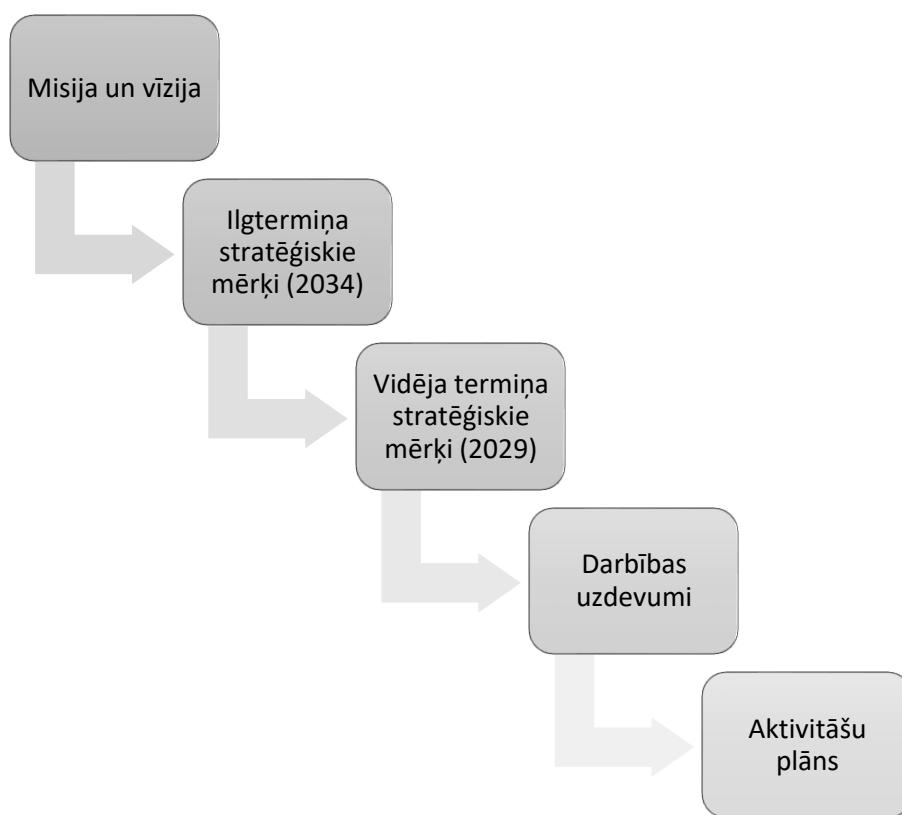 Misija un vīzija
Ilgtermiņa
stratēģiskie
mērķi (2034)
Vidēja termiņa
stratēģiskie
mērķi (2029)
Darbības
uzdevumi
Aktivitāšu
plāns